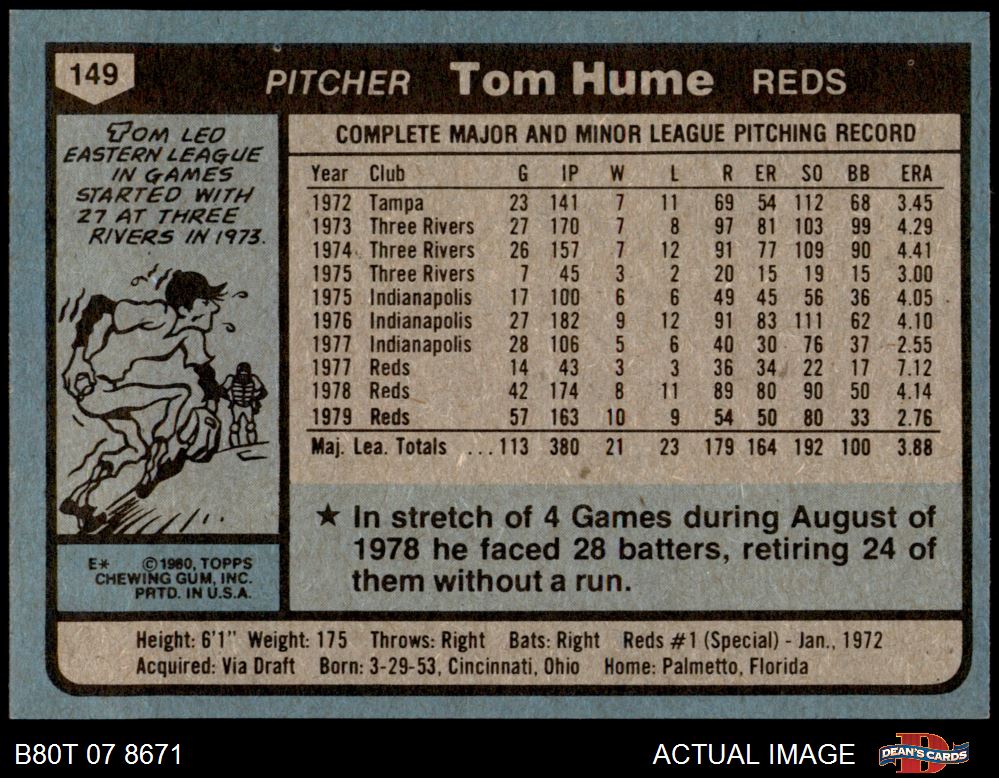 149 PITCHER Tom Hume REDS
TOM LED
EASTERN LEAGUE
IN GAMES
STARTED WITH
27 AT THREE
RIVERS IN 1973.
COMPLETE MAJOR AND MINOR LEAGUE PITCHING RECORD
Year Club G IP W L R ER SO BB ERA
1972 Tampa 23 141 7 11 69 54 112 68 3.45
1973 Three Rivers 27 170 7 8 97 81 103 99 4.29
1974 Three Rivers 26 157 7 12 91 77 109 90 4.41
1975 Three Rivers 7 45 3 2 20 15 19 15 3.00
1975 Indianapolis 17 100 6 6 49 45 56 36 4.05
1976 Indianapolis 27 182 9 12 91 83 111 62 4.10
1977 Indianapolis 28 106 5 6 40 30 76 37 2.55
1977 Reds 14 43 3 3 36 34 22 17 7.12
1978 Reds 42 174 8 11 89 80 90 50 4.14
1979 Reds 57 163 10 9 54 50 80 33 2.76
Maj. Lea. Totals ...113 380 21 23 179 164 192 100 3.88
★ In stretch of 4 Games during August of
1978 he faced 28 batters, retiring 24 of
them without a run.
E* ©1980, TOPPS
CHEWING GUM, INC.
PRTD. IN U.S.A.
Height: 6'1" Weight: 175 Throws: Right Bats: Right Reds #1 (Special) - Jan., 1972
Acquired: Via Draft Born: 3-29-53, Cincinnati, Ohio Home: Palmetto, Florida
B80T 07 8671 ACTUAL IMAGE DEAN'S CARDS